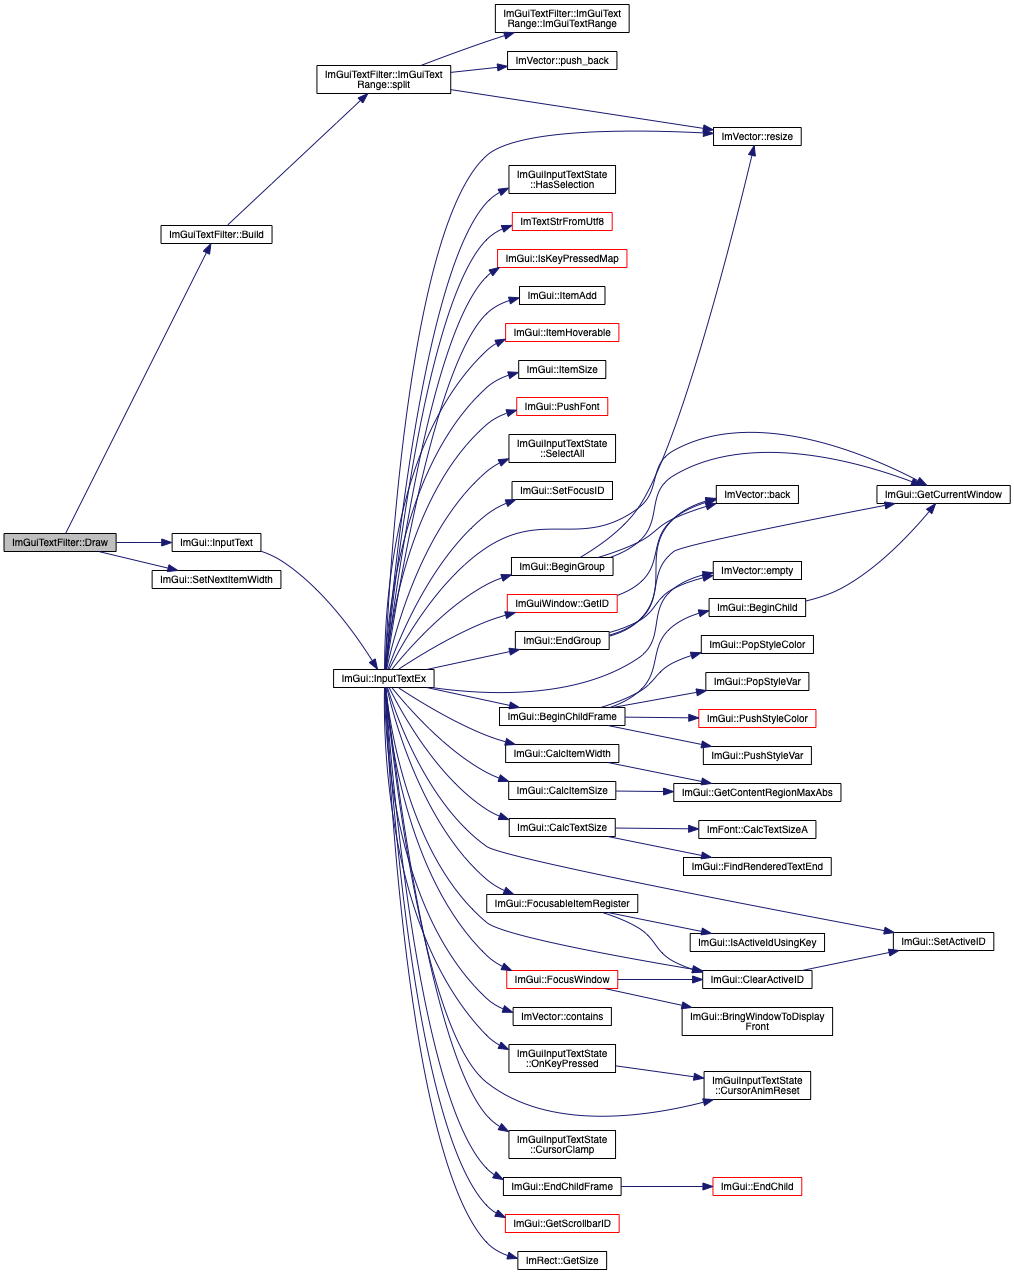 ImGuiTextFilter::ImGuiText
Range::ImGuiTextRange
ImVector::push_back
ImGuiTextFilter::ImGuiText
Range::split
ImVector::resize
ImGuiInputTextState
::HasSelection
ImTextStrFromUtf8
ImGuiTextFilter::Build
ImGui::IsKeyPressedMap
ImGui::ItemAdd
ImGui::ItemHoverable
ImGui::ItemSize
ImGui::PushFont
ImGuiInputTextState
::SelectAll
ImGui::SetFocusID
ImVector::back
ImGui::GetCurrentWindow
ImGuiTextFilter::Draw
ImGui::InputText
ImGui::SetNextItemWidth
ImGui::BeginGroup
ImVector::empty
ImGuiWindow::GetID
ImGui::BeginChild
ImGui::EndGroup
ImGui::PopStyleColor
ImGui::InputTextEx
ImGui::PopStyleVar
ImGui::BeginChildFrame
ImGui::PushStyleColor
ImGui::CalcItemWidth
ImGui::PushStyleVar
ImGui::CalcItemSize
ImGui::GetContentRegionMaxAbs
ImGui::CalcTextSize
ImFont::CalcTextSizeA
ImGui::FindRenderedTextEnd
ImGui::FocusableItemRegister
ImGui::IsActiveIdUsingKey
ImGui::SetActiveID
ImGui::FocusWindow
ImGui::ClearActiveID
ImVector::contains
ImGui::BringWindowToDisplay
Front
ImGuiInputTextState
::OnKeyPressed
ImGuiInputTextState
::CursorAnimReset
ImGuiInputTextState
::CursorClamp
ImGui::EndChildFrame
ImGui::EndChild
ImGui::GetScrollbarID
ImRect::GetSize